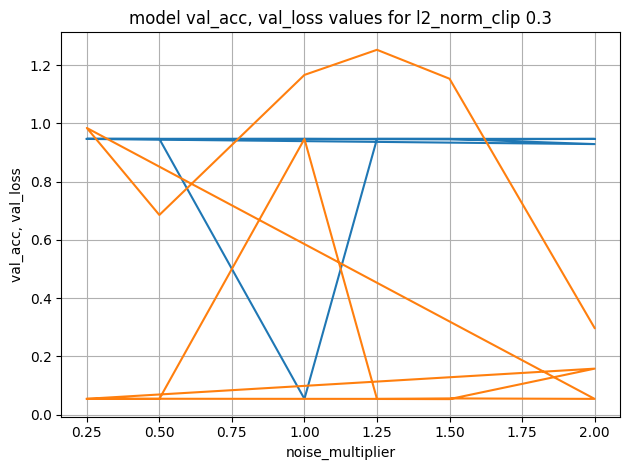 model val_acc, val_loss values for l2_norm_clip 0.3
1.2
1.0
0.8
0.6
0.4
0.2
0.0
val_acc, val_loss
0.25 0.50 0.75 1.00 1.25 1.50 1.75 2.00
noise_multiplier